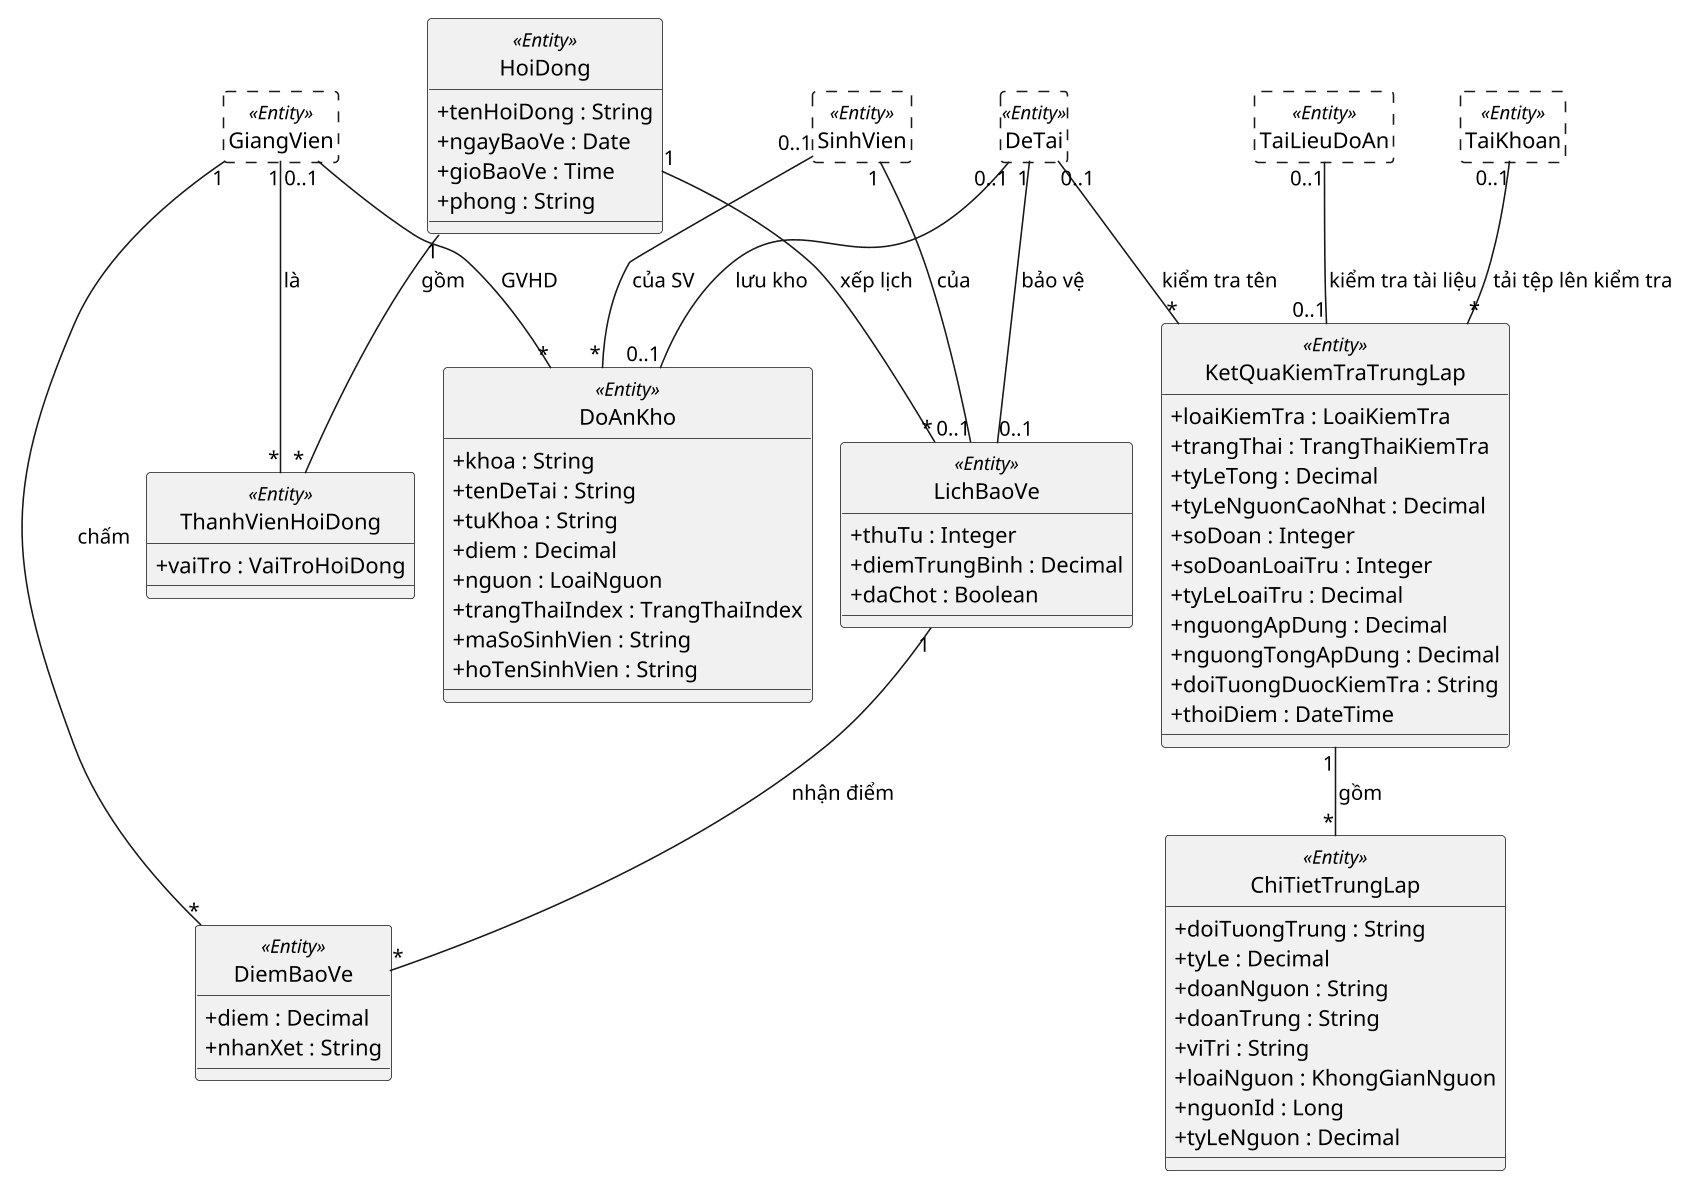 «Entity»
HoiDong
+tenHoiDong : String
+ngayBaoVe : Date
+gioBaoVe : Time
+phong : String
«Entity»
GiangVien
«Entity»
SinhVien
«Entity»
DeTai
«Entity»
TaiLieuDoAn
«Entity»
TaiKhoan
1
1
0..1
1
1
0..1
1
0..1
1
0..1
0..1
0..1
là
gồm
GVHD
của SV
lưu kho
xếp lịch
của
bảo vệ
kiểm tra tên
kiểm tra tài liệu
tải tệp lên kiểm tra
*
*
*
*
0..1
*
0..1
0..1
*
0..1
*
«Entity»
KetQuaKiemTraTrungLap
+loaiKiemTra : LoaiKiemTra
+trangThai : TrangThaiKiemTra
+tyLeTong : Decimal
+tyLeNguonCaoNhat : Decimal
+soDoan : Integer
+soDoanLoaiTru : Integer
+tyLeLoaiTru : Decimal
+nguongApDung : Decimal
+nguongTongApDung : Decimal
+doiTuongDuocKiemTra : String
+thoiDiem : DateTime
«Entity»
DoAnKho
+khoa : String
+tenDeTai : String
+tuKhoa : String
+diem : Decimal
+nguon : LoaiNguon
+trangThaiIndex : TrangThaiIndex
+maSoSinhVien : String
+hoTenSinhVien : String
«Entity»
LichBaoVe
+thuTu : Integer
+diemTrungBinh : Decimal
+daChot : Boolean
«Entity»
ThanhVienHoiDong
+vaiTro : VaiTroHoiDong
chấm
1
nhận điểm
1
gồm
*
*
*
«Entity»
ChiTietTrungLap
+doiTuongTrung : String
+tyLe : Decimal
+doanNguon : String
+doanTrung : String
+viTri : String
+loaiNguon : KhongGianNguon
+nguonId : Long
+tyLeNguon : Decimal
«Entity»
DiemBaoVe
+diem : Decimal
+nhanXet : String